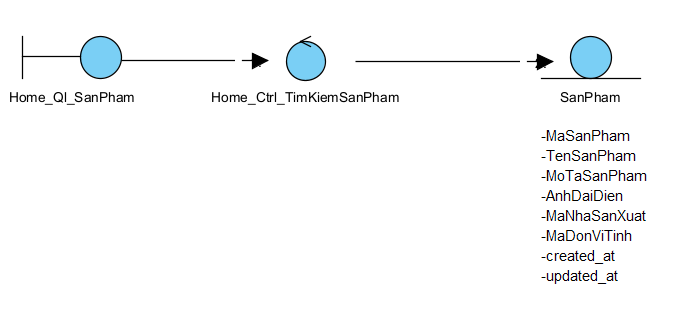 Home_Ql_SanPham
Home_Ctrl_TimKiemSanPham
SanPham
-MaSanPham
-TenSanPham
-MoTaSanPham
-AnhDaiDien
-MaNhaSanXuat
-MaDonViTinh
-created_at
-updated_at